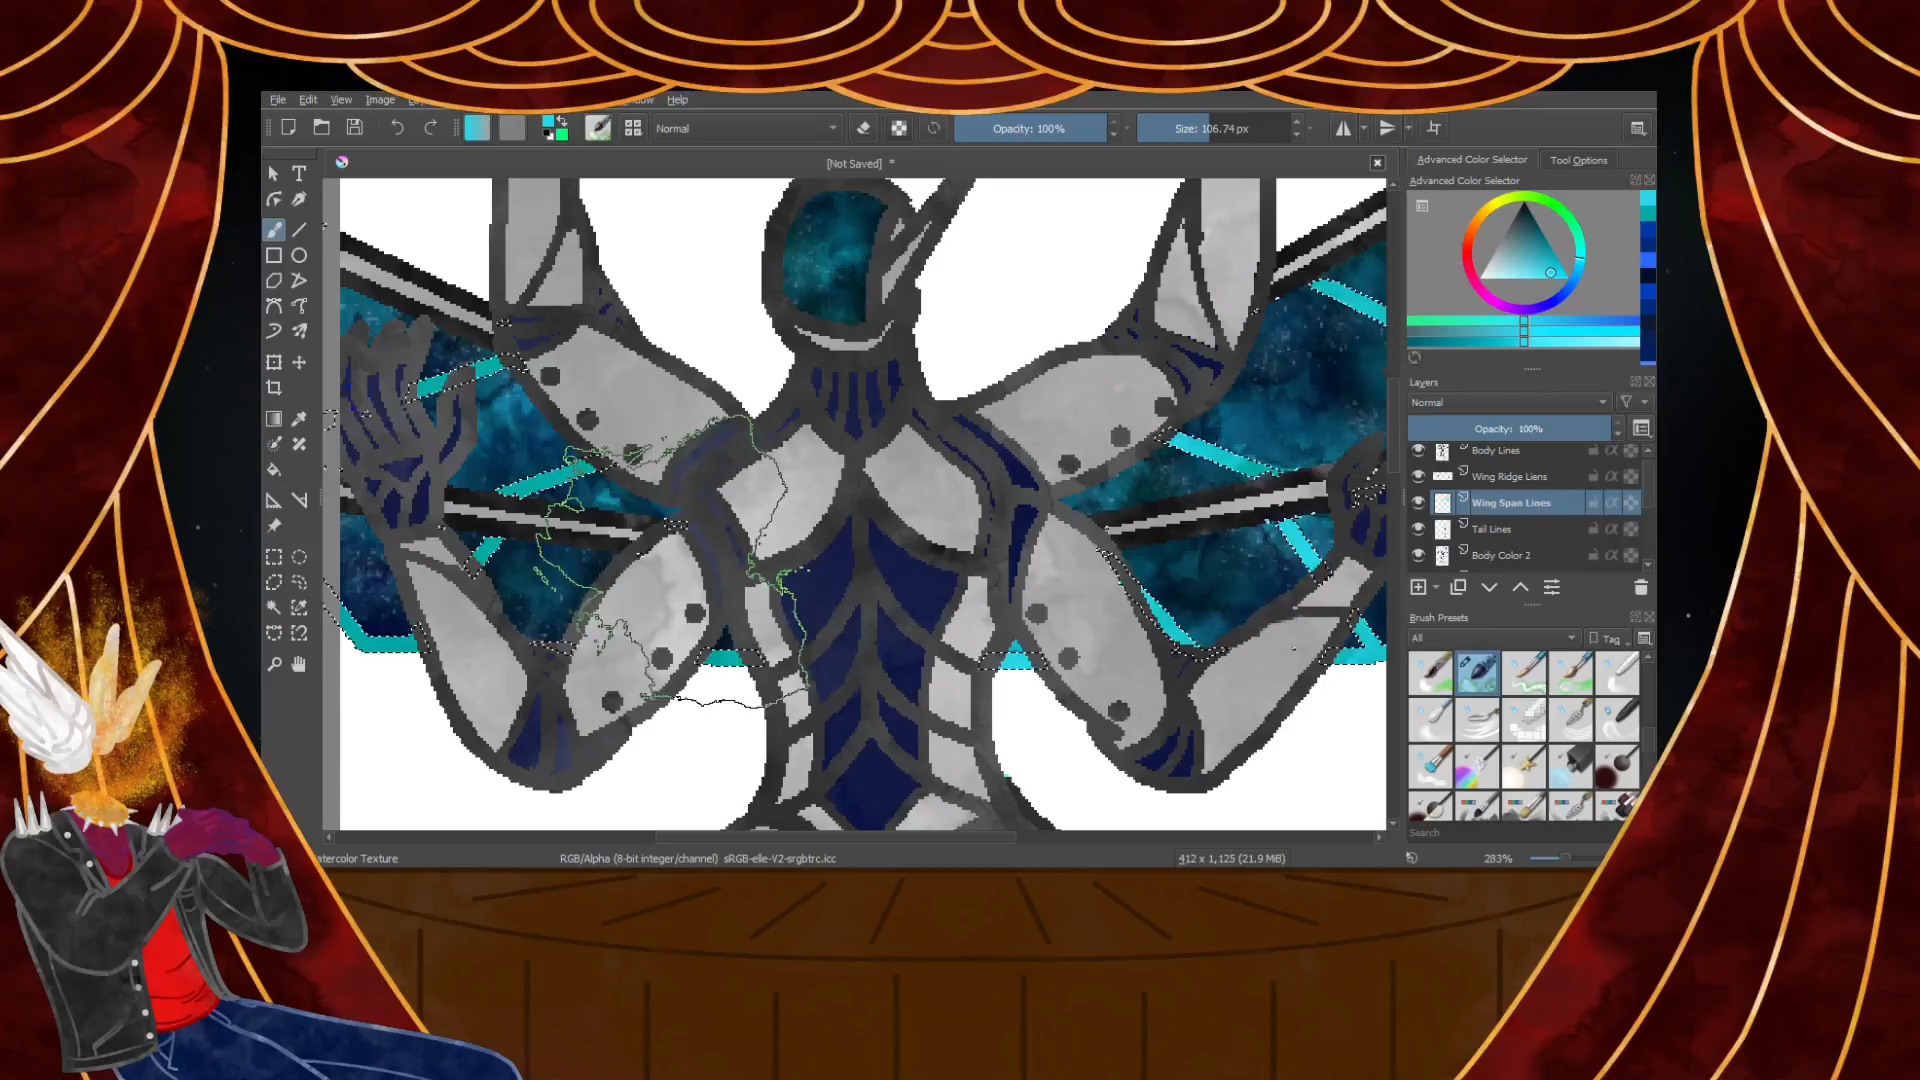 File Edit View Image Help
Normal
Opacity: 100%
Size: 106.74 px
[Not Saved] *
Advanced Color Selector Tool Options
Advanced Color Selector
Layers
Normal
Opacity: 100%
Body Lines
Wing Ridge Liens
Wing Span Lines
Tail Lines
Body Color 2
Brush Presets
All Tag
Search
RGB/Alpha (8-bit integer/channel) sRGB-elle-V2-srgbtrc.icc
412 x 1,125 (21.9 MiB)
283%
Texture